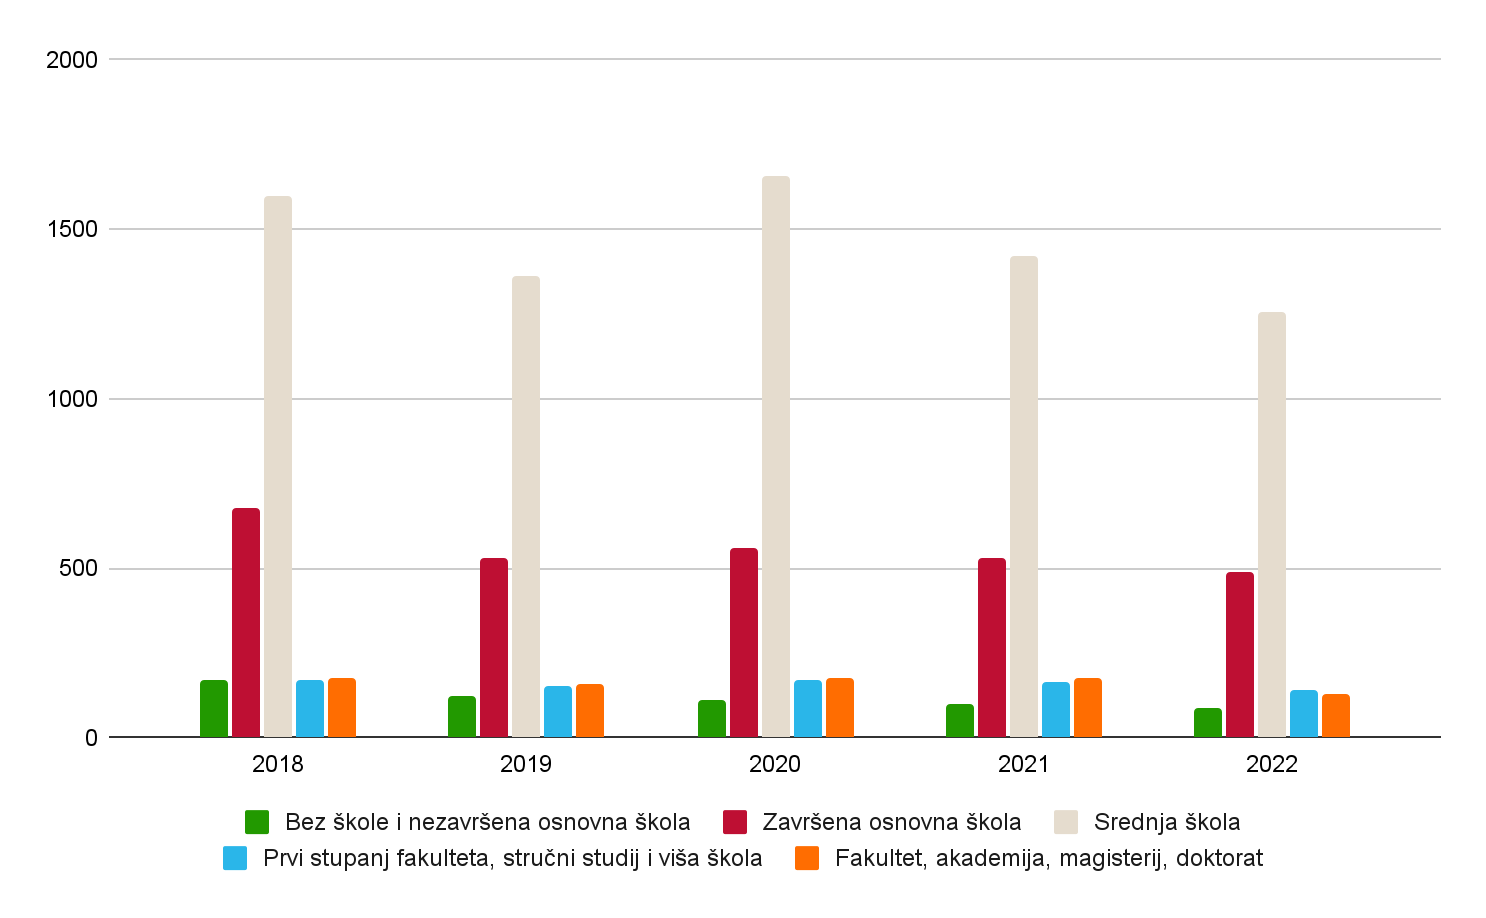 2000
1500
1000
500
0
2018 2019 2020 2021 2022
Bez škole i nezavršena osnovna škola Završena osnovna škola Srednja škola
Prvi stupanj fakulteta, stručni studij i viša škola Fakultet, akademija, magisterij, doktorat